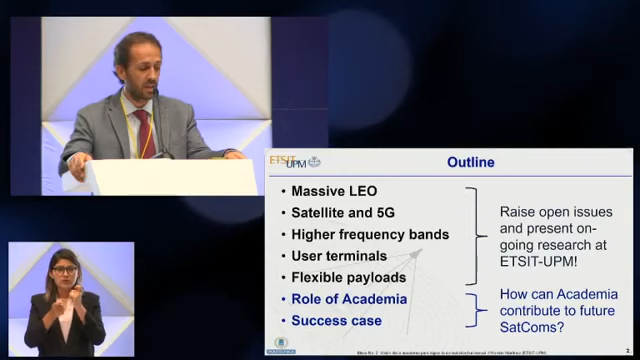 ETSIT
UPM
Outline
• Massive LEO
• Satellite and 5G
• Higher frequency bands
• User terminals
• Flexible payloads
• Role of Academia
• Success case
Raise open issues
and present on-
going research at
ETSIT-UPM!
How can Academia
contribute to future
SatComs?
2